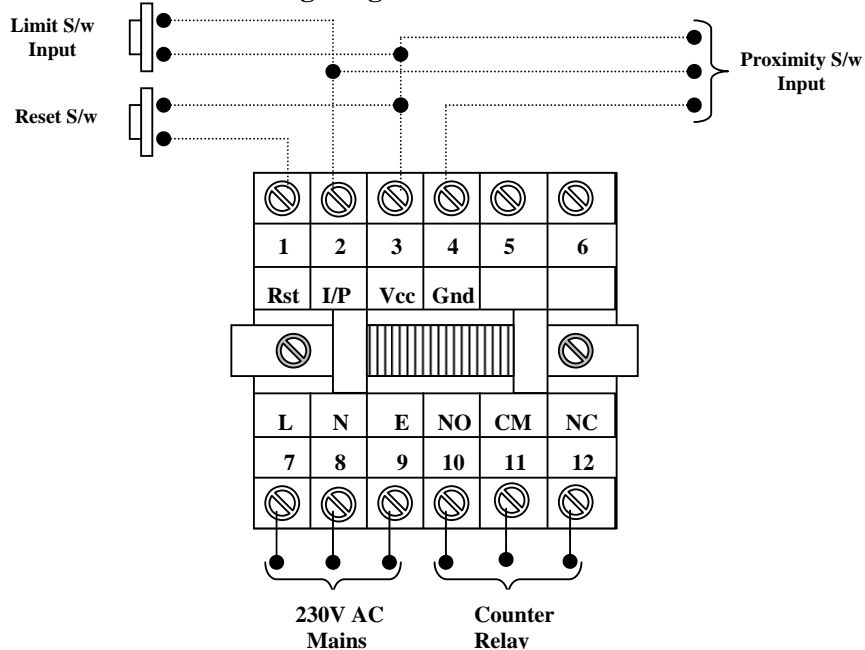 Limit S/w
Input
Reset S/w
Proximity S/w
Input
1 2 3 4 5 6
Rst I/P Vcc Gnd
L N E NO CM NC
7 8 9 10 11 12
230V AC
Mains
Counter
Relay